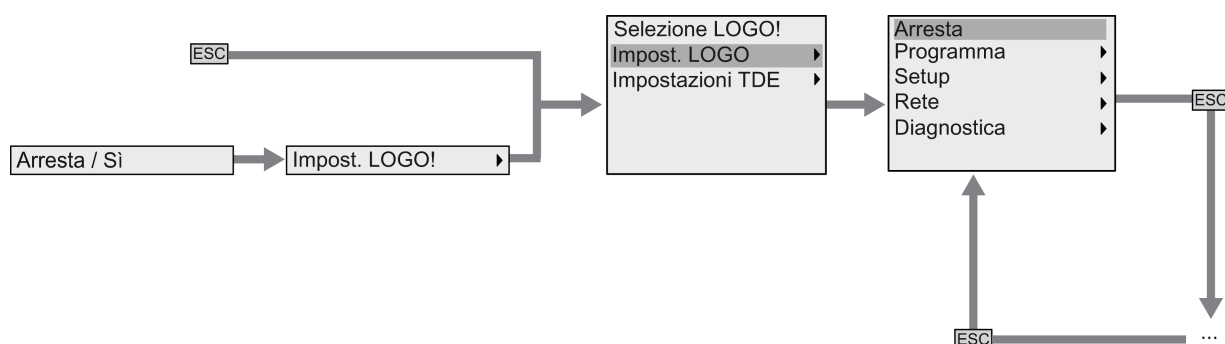 ESC
Arresta / Sì
Impost. LOGO!
Selezione LOGO!
Impost. LOGO
Impostazioni TDE
Arresta
Programma
Setup
Rete
Diagnostica
ESC
ESC
...